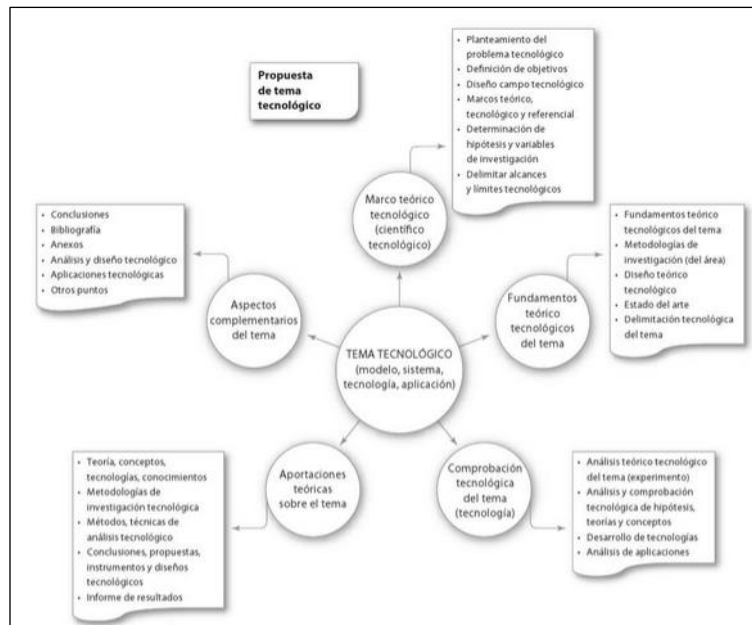 Propuesta
de tema
tecnológico
• Planteamiento del
problema tecnológico
• Definición de objetivos
• Diseño campo tecnológico
• Marcos teórico,
tecnológico y referencial
• Determinación de
hipótesis y variables
de investigación
• Delimitar alcances
y límites tecnológicos
Marco teórico
tecnológico
(científico
tecnológico)
• Conclusiones
• Bibliografía
• Anexos
• Análisis y diseño tecnológico
• Aplicaciones tecnológicas
• Otros puntos
Aspectos
complementarios
del tema
• Fundamentos teórico
tecnológicos del tema
• Metodologías de
investigación (del área)
• Diseño teórico
tecnológico
• Estado del arte
• Delimitación tecnológica
del tema
Fundamentos
teórico
tecnológicos
del tema
TEMA TECNOLÓGICO
(modelo, sistema,
tecnología, aplicación)
• Teoría, conceptos,
tecnologías, conocimientos
• Metodologías de
investigación tecnológica
• Métodos, técnicas de
análisis tecnológico
• Conclusiones, propuestas,
instrumentos y diseños
tecnológicos
• Informe de resultados
Aportaciones
teóricas
sobre el tema
Comprobación
tecnológica
del tema
(tecnología)
• Análisis teórico tecnológico
del tema (experimento)
• Análisis y comprobación
tecnológica de hipótesis,
teorías y conceptos
• Desarrollo de tecnologías
• Análisis de aplicaciones